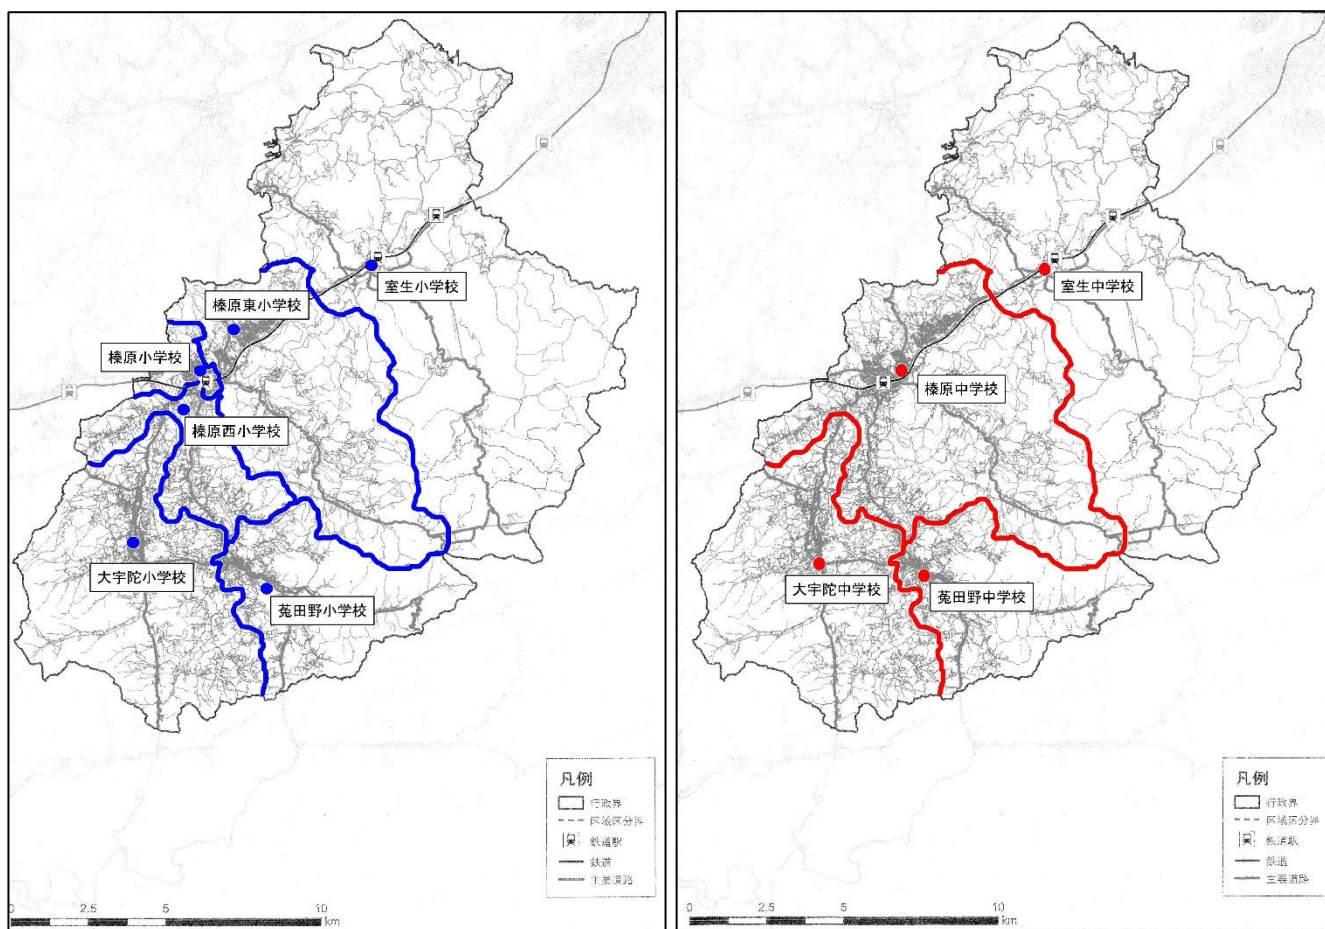 室生小学校
榛原東小学校
榛原小学校
榛原西小学校
大宇陀小学校
菟田野小学校
凡例
行政界
区域区分界
鉄道駅
鉄道
主要道路
0 2.5 5 10
km
室生中学校
榛原中学校
大宇陀中学校
菟田野中学校
凡例
行政界
区域区分界
鉄道駅
鉄道
主要道路
0 2.5 5 10
km